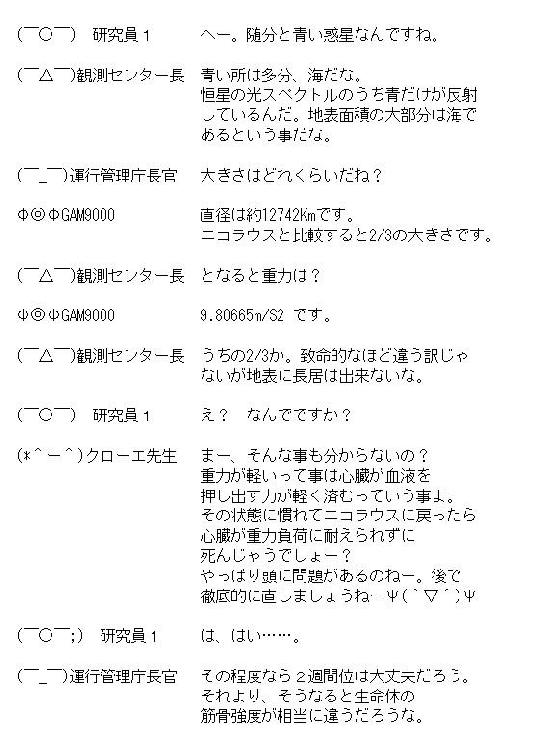 (￣○￣) 研究員１ へー。随分と青い惑星なんですね。
(￣△￣)観測センター長 青い所は多分、海だな。
恒星の光スペクトルのうち青だけが反射
しているんだ。地表面積の大部分は海で
あるという事だな。
(￣_￣)運行管理庁長官 大きさはどれくらいだね？
Φ◎ΦGAM9000 直径は約12742Kmです。
ニコラウスと比較すると2/3の大きさです。
(￣△￣)観測センター長 となると重力は？
Φ◎ΦGAM9000 9.80665m/S2 です。
(￣△￣)観測センター長 うちの2/3か。致命的なほど違う訳じゃ
ないが地表に長居は出来ないな。
(￣○￣) 研究員１ え？ なんでですか？
(*＾ー＾)クローエ先生 まー、そんな事も分からないの？
重力が軽いって事は心臓が血液を
押し出す力が軽く済むっていう事よ。
その状態に慣れてニコラウスに戻ったら
心臓が重力負荷に耐えられずに
死んじゃうでしょー？
やっぱり頭に問題があるのねー。後で
徹底的に直しましょうね…Ψ(｀▽´)Ψ
(￣○￣;) 研究員１ は、はい……。
(￣_￣)運行管理庁長官 その程度なら２週間位は大丈夫だろう。
それより、そうなると生命体の
筋骨強度が相当に違うだろうな。